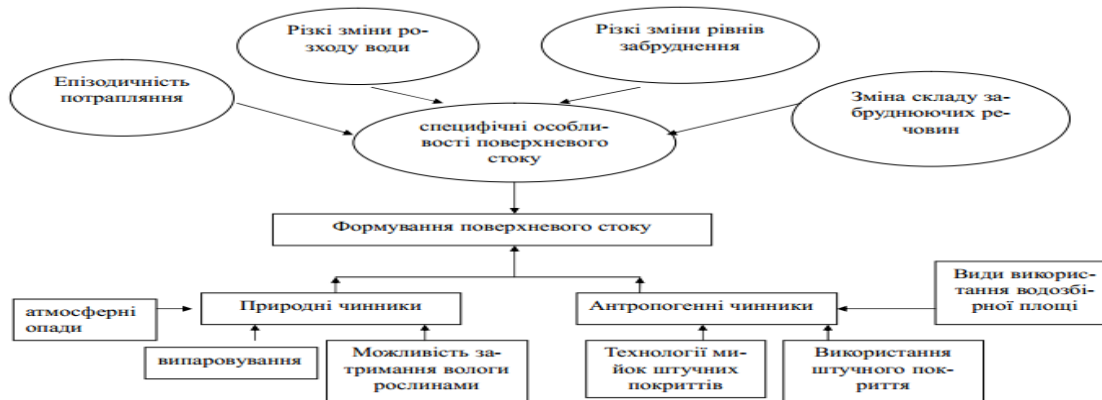 Різкі зміни ро-
зходу води
Різкі зміни рівнів
забруднення
Епізодичність
потрапляння
Зміна складу за-
бруднюючих ре-
човин
специфічні особли-
вості поверхневого
стоку
Формування поверхневого стоку
Види викорис-
тання водозбі-
рної площі
Природні чинники
Антропогенні чинники
атмосферні
опади
випаровування
Можливість за-
тримання вологи
рослинами
Технології ми-
йок штучних
покриттів
Використання
штучного пок-
риття